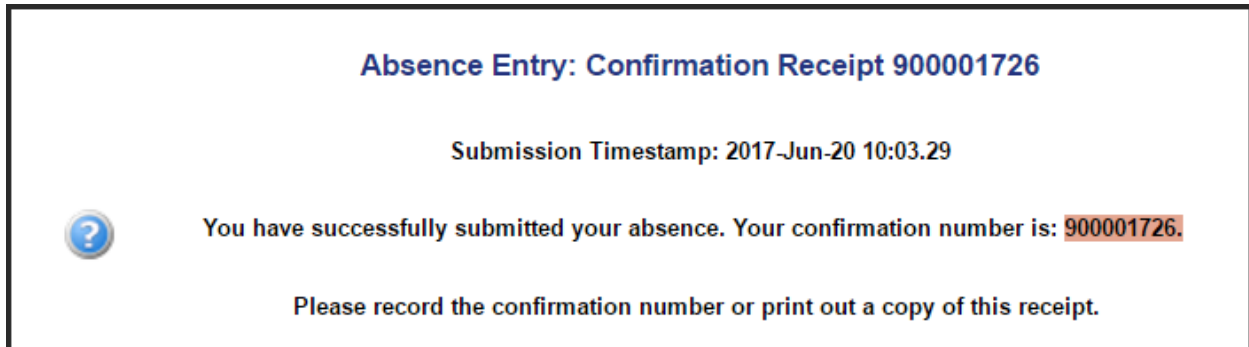 Absence Entry: Confirmation Receipt 900001726
Submission Timestamp: 2017-Jun-20 10:03.29
You have successfully submitted your absence. Your confirmation number is: 900001726.
Please record the confirmation number or print out a copy of this receipt.